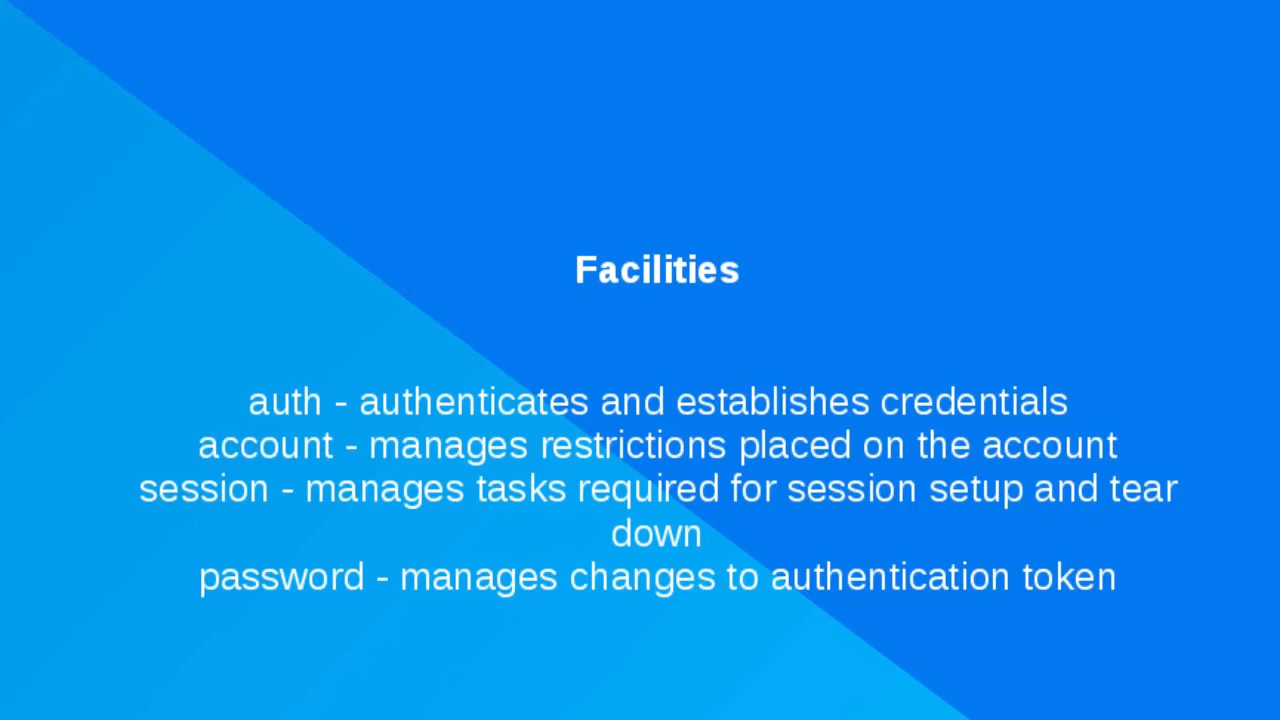 Facilities
auth - authenticates and establishes credentials
account - manages restrictions placed on the account
session - manages tasks required for session setup and tear
down
password - manages changes to authentication token